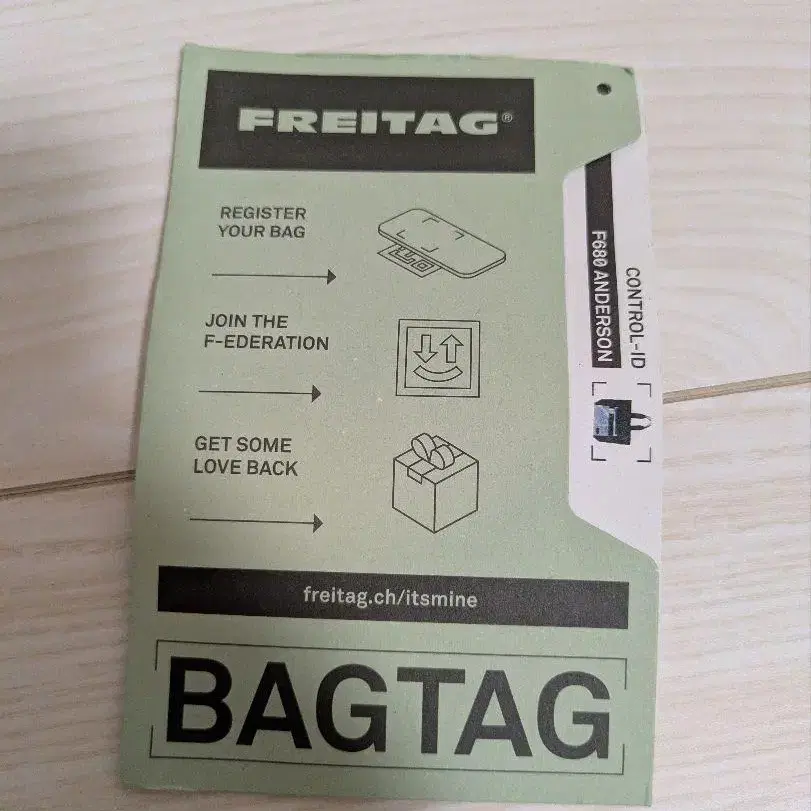 FREITAG®
REGISTER
YOUR BAG
JOIN THE
F-EDERATION
GET SOME
LOVE BACK
freitag.ch/itsmine
BAGTAG
CONTROL-ID
F680 ANDERSON